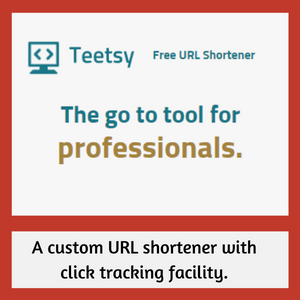 Teetsy Free URL Shortener
The go to tool for
professionals.
A custom URL shortener with
click tracking facility.